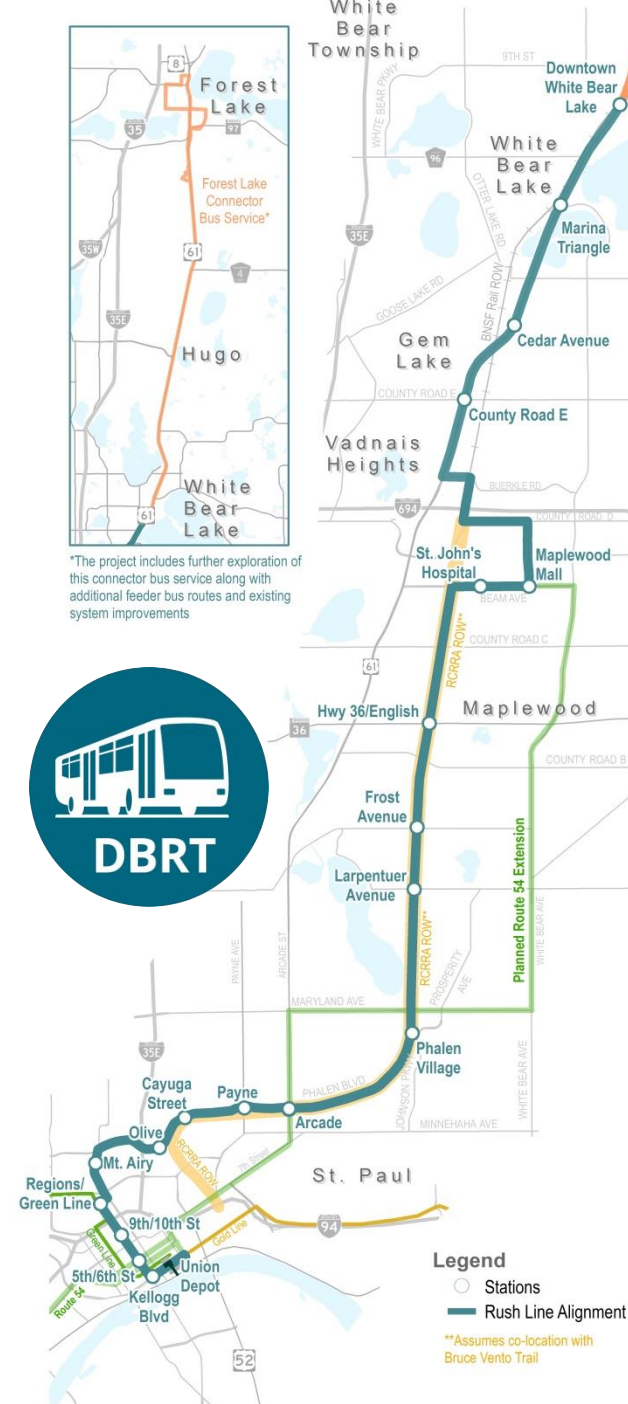 White
Bear
Township
9TH ST
Downtown
White Bear
Lake
WHITE BEAR PKWY
8
Forest
Lake
35
97
96
White
Bear
Lake
OTTER LAKE RD
Forest Lake
Connector
Bus Service*
Marina
Triangle
35E
35W
61
4
GOOSE LAKE RD
BNSF Rail ROW
35E
Hugo
Gem
Lake
Cedar Avenue
COUNTY ROAD E
County Road E
Vadnais
Heights
White
Bear
Lake
61
BUERKLE RD
694
COUNTY ROAD D
*The project includes further exploration of
this connector bus service along with
additional feeder bus routes and existing
system improvements
St. John's
Hospital
Maplewood
Mall
BEAM AVE
RCRRA ROW**
COUNTY ROAD C
61
Hwy 36/English
Maplewood
36
COUNTY ROAD B
DBRT
Frost
Avenue
Larpentuer
Avenue
Planned Route 54 Extension
WHITE BEAR AVE
RCRRA ROW**
PAYNE AVE
ARCADE ST
PROSPERITY
AVE
MARYLAND AVE
35E
Phalen
Village
Cayuga
Street
Payne
PHALEN BLVD
JOHNSON PKWY
WHITE BEAR AVE
Arcade
MINNEHAHA AVE
Olive
Mt. Airy
RCRRA ROW
7th Street
St. Paul
Regions/
Green Line
9th/10th St
94
Gold Line
Green Line
5th/6th St
Union
Depot
Route 54
Kellogg
Blvd
52
Legend
Stations
Rush Line Alignment
**Assumes co-location with
Bruce Vento Trail